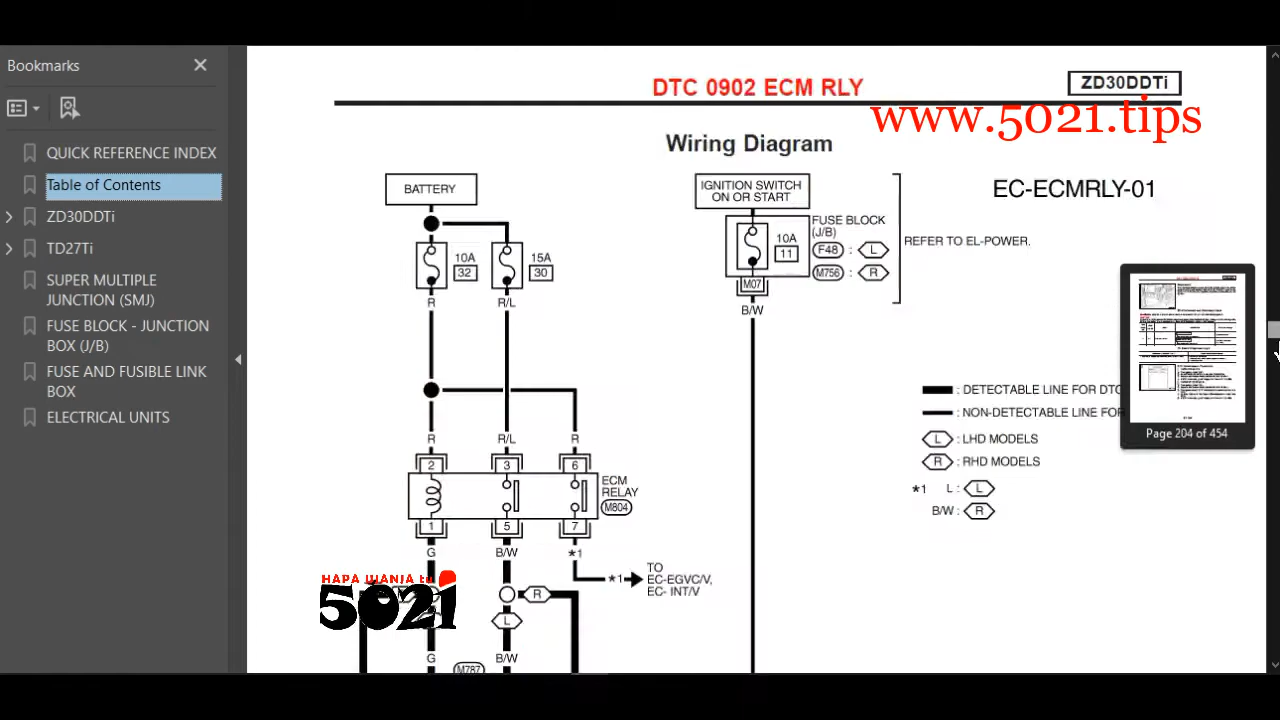 Bookmarks
QUICK REFERENCE INDEX
Table of Contents
ZD30DDTi
TD27Ti
SUPER MULTIPLE
JUNCTION (SMJ)
FUSE BLOCK - JUNCTION
BOX (J/B)
FUSE AND FUSIBLE LINK
BOX
ELECTRICAL UNITS
DTC 0902 ECM RLY
ZD30DDTi
www.5021.tips
Wiring Diagram
EC-ECMRLY-01
BATTERY
IGNITION SWITCH
ON OR START
FUSE BLOCK
(J/B)
F48 : L
M756 : R
REFER TO EL-POWER.
10A
32
15A
30
10A
11
M07
R
R/L
B/W
: DETECTABLE LINE FOR DTC
: NON-DETECTABLE LINE FOR
L : LHD MODELS
R : RHD MODELS
*1 L : L
B/W : R
Page 204 of 454
R
R/L
R
2
3
6
ECM
RELAY
M804
1
5
7
G
B/W
*1
*1
TO
EC-EGVC/V,
EC- INT/V
R
L
G
B/W
M787
HAPA UJANJA tu
5021